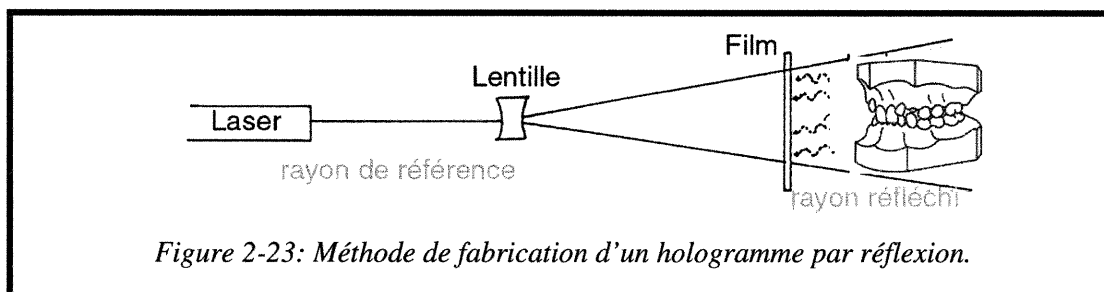 Film
Lentille
Laser
rayon de référence
rayon réfléchi
Figure 2-23: Méthode de fabrication d'un hologramme par réflexion.